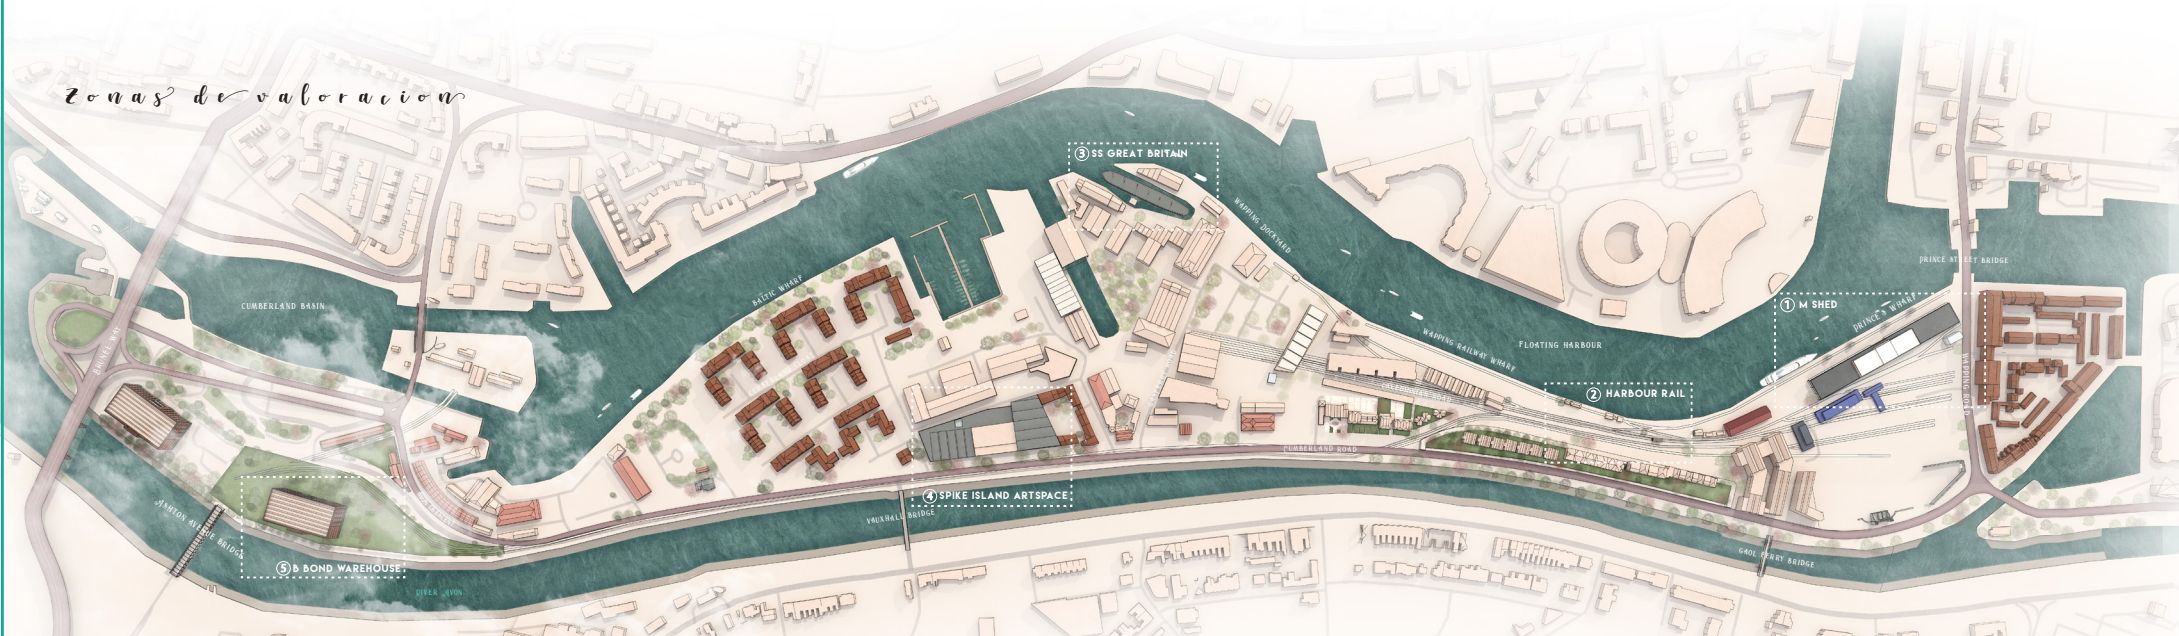 Zonas de valoracion
③ SS GREAT BRITAIN
WAPPING DOCKYARD
PRINCE STREET BRIDGE
BALTIC WHARF
CUMBERLAND BASIN
① M SHED
PRINCE'S WHARF
BRUNEL WAY
WAPPING RAILWAY WHARF
FLOATING HARBOUR
WAPPING ROAD
② HARBOUR RAIL
CUMBERLAND ROAD
④ SPIKE ISLAND ARTSPACE
VAUXHALL BRIDGE
ASHTON AVENUE BRIDGE
GAOL FERRY BRIDGE
⑤ B BOND WAREHOUSE
RIVER AVON